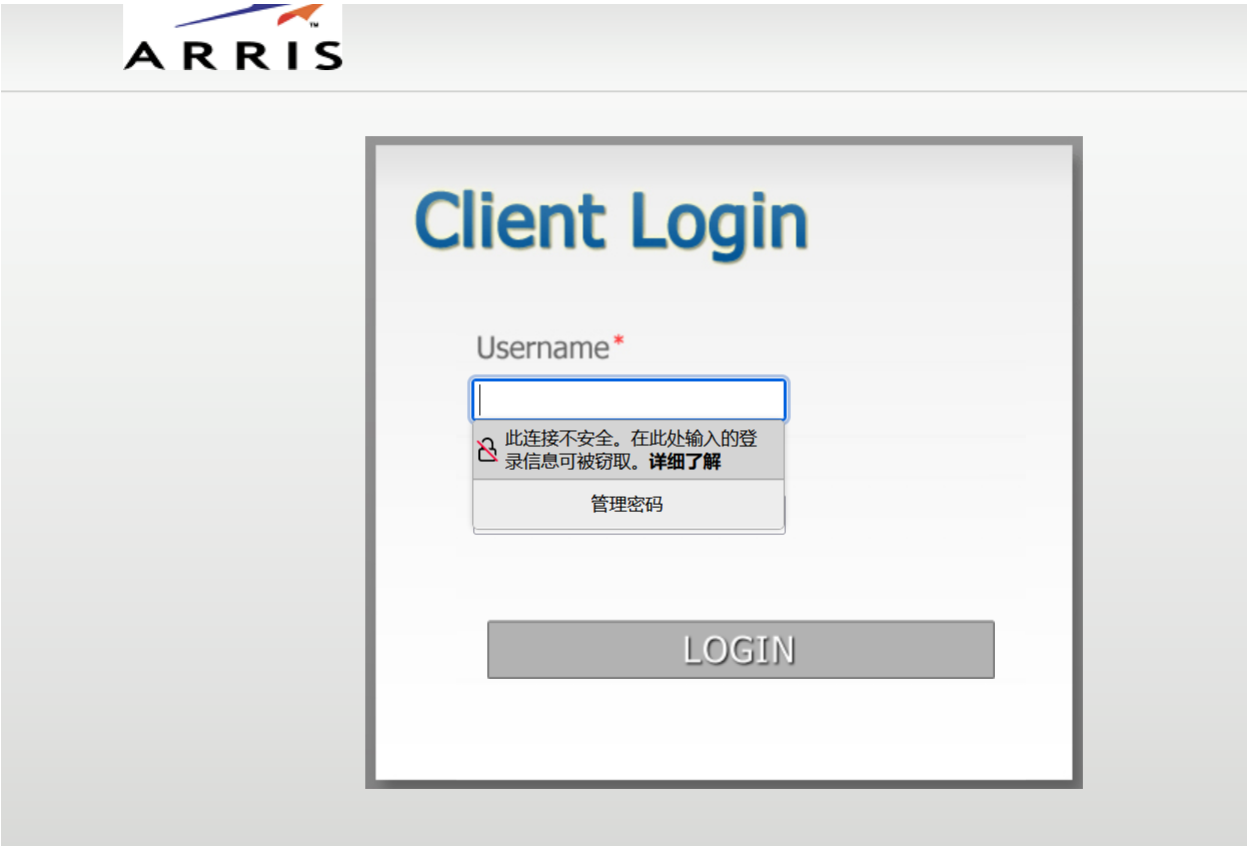 ARRIS
TM
Client Login
Username*
此连接不安全。在此处输入的登
录信息可被窃取。详细了解
管理密码
LOGIN